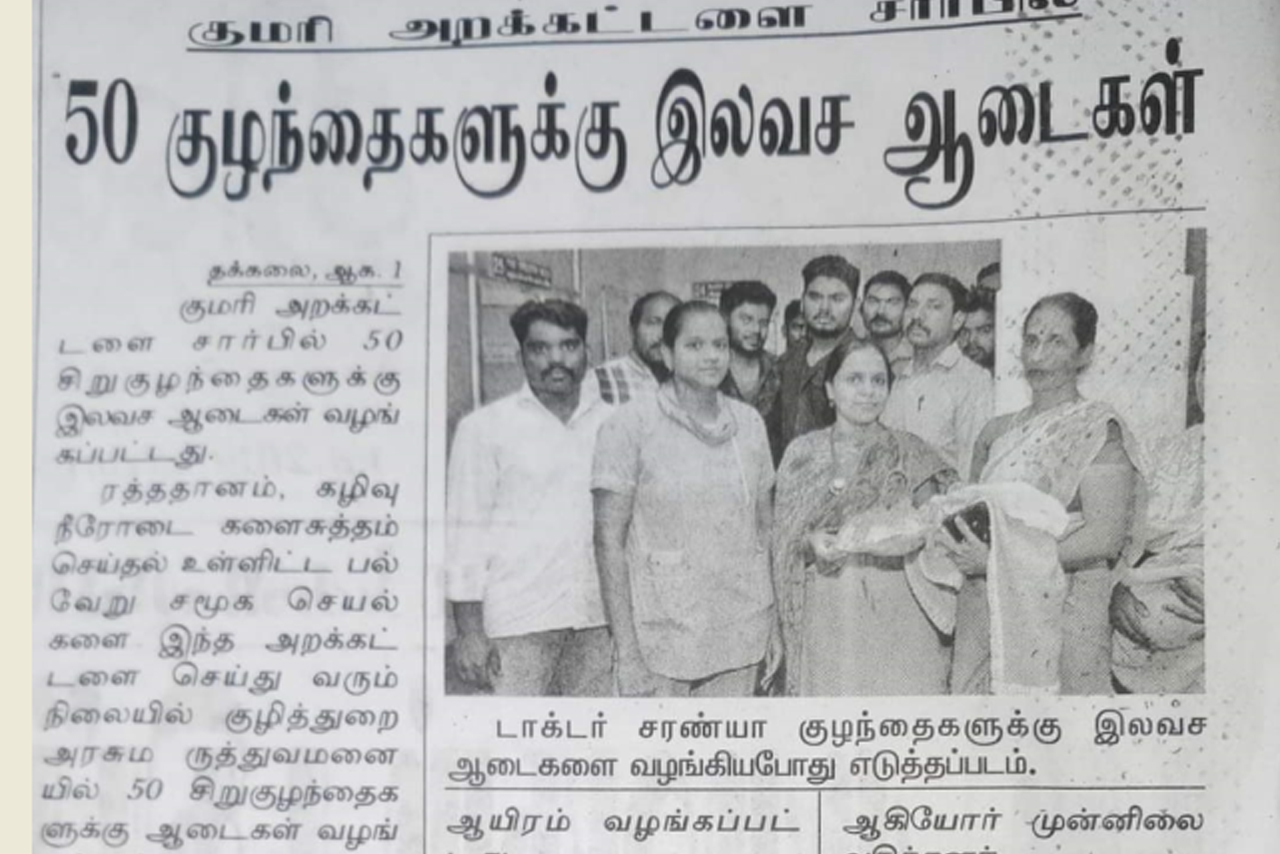 குமரி அறக்கட்டளை சார்பில்
50 குழந்தைகளுக்கு இலவச ஆடைகள்
தக்கலை, ஆக. 1
குமரி அறக்கட்
டளை சார்பில் 50
சிறுகுழந்தைகளுக்கு
இலவச ஆடைகள் வழங்
கப்பட்டது.
ரத்ததானம், கழிவு
நீரோடை களைசுத்தம்
செய்தல் உள்ளிட்ட பல்
வேறு சமூக செயல்
களை இந்த அறக்கட்
டளை செய்து வரும்
நிலையில் குழித்துறை
அரசும ருத்துவமனை
யில் 50 சிறுகுழந்தைக
ளுக்கு ஆடைகள் வழங்
டாக்டர் சரண்யா குழந்தைகளுக்கு இலவச
ஆடைகளை வழங்கியபோது எடுத்தப்படம்.
ஆயிரம் வழங்கப்பட்
ஆகியோர் முன்னிலை